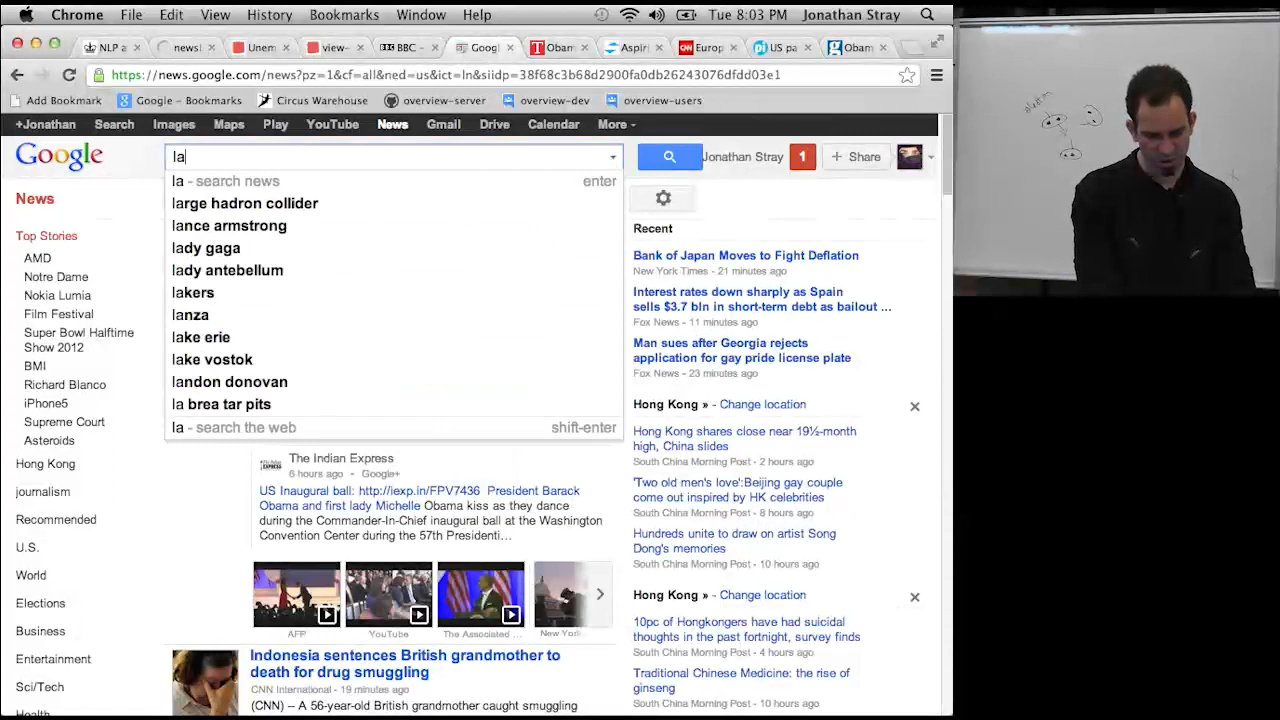 Chrome File Edit View History Bookmarks Window Help Tue 8:03 PM Jonathan Stray
NLP a newsl Unem view- BBC – Goog Obam Aspiri Europ US pa Obam
https://news.google.com/news?pz=1&cf=all&ned=us&ict=ln&siidp=38f68c3b68d2900fa0db26243076dfdd03e1
Add Bookmark Google – Bookmarks Circus Warehouse overview-server overview-dev overview-users
+Jonathan Search Images Maps Play YouTube News Gmail Drive Calendar More
Google la Jonathan Stray 1 + Share
la - search news enter
large hadron collider
lance armstrong
lady gaga
lady antebellum
lakers
lanza
lake erie
lake vostok
landon donovan
la brea tar pits
la - search the web shift-enter
News
Top Stories
AMD
Notre Dame
Nokia Lumia
Film Festival
Super Bowl Halftime
Show 2012
BMI
Richard Blanco
iPhone5
Supreme Court
Asteroids
Hong Kong
journalism
Recommended
U.S.
World
Elections
Business
Entertainment
Sci/Tech
The Indian Express
6 hours ago - Google+
US Inaugural ball: http://iexp.in/FPV7436 President Barack
Obama and first lady Michelle Obama kiss as they dance
during the Commander-In-Chief inaugural ball at the Washington
Convention Center during the 57th Presidenti…
AFP YouTube The Associated ... New York
Indonesia sentences British grandmother to
death for drug smuggling
CNN International - 19 minutes ago
(CNN) -- A 56-year-old British grandmother caught smuggling
Recent
Bank of Japan Moves to Fight Deflation
New York Times - 21 minutes ago
Interest rates down sharply as Spain
sells $3.7 bln in short-term debt as bailout ...
Fox News - 11 minutes ago
Man sues after Georgia rejects
application for gay pride license plate
Fox News - 23 minutes ago
Hong Kong » - Change location
Hong Kong shares close near 19½-month
high, China slides
South China Morning Post - 2 hours ago
'Two old men's love':Beijing gay couple
come out inspired by HK celebrities
South China Morning Post - 8 hours ago
Hundreds unite to draw on artist Song
Dong's memories
South China Morning Post - 10 hours ago
Hong Kong » - Change location
10pc of Hongkongers have had suicidal
thoughts in the past fortnight, survey finds
South China Morning Post - 4 hours ago
Traditional Chinese Medicine: the rise of
ginseng
South China Morning Post - 10 hours ago